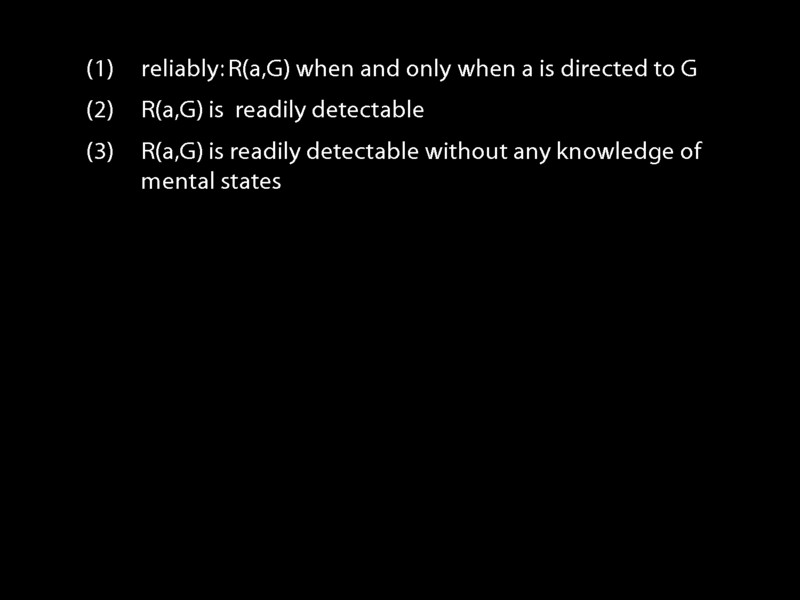 (1) reliably: R(a,G) when and only when a is directed to G
(2) R(a,G) is readily detectable
(3) R(a,G) is readily detectable without any knowledge of
mental states